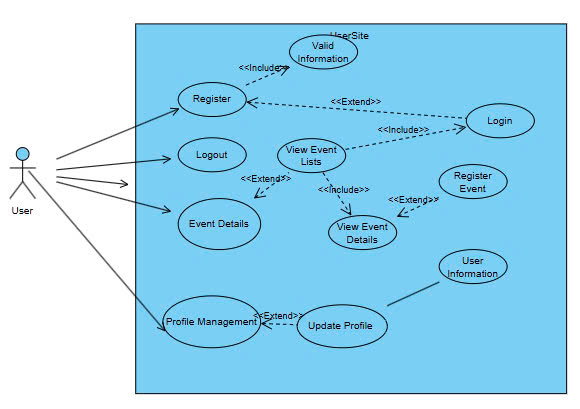 UserSite
Valid
Information
<<Include>>
Register
<<Extend>>
Login
<<Include>>
Logout
View Event
Lists
<<Extend>>
<<Include>>
Register
Event
<<Extend>>
User
Event Details
View Event
Details
User
Information
Profile Management
<<Extend>>
Update Profile